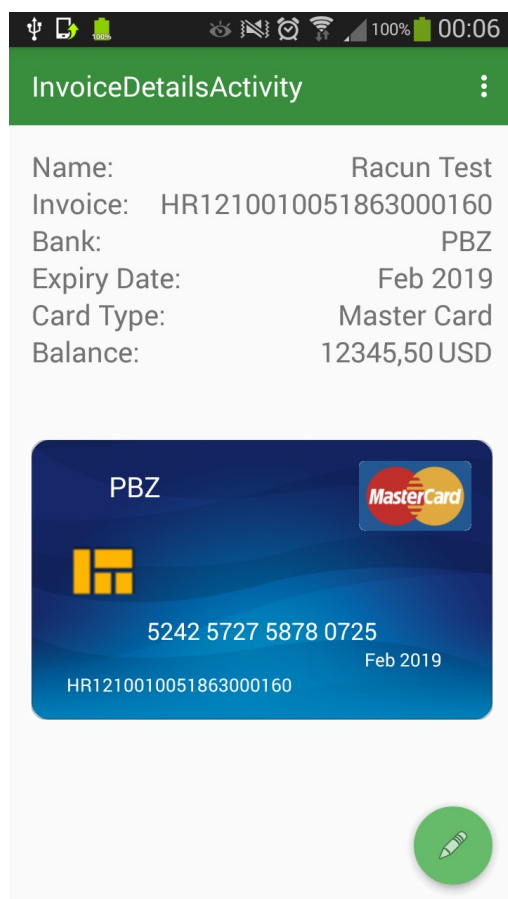 100% 100% 00:06
InvoiceDetailsActivity
Name: Racun Test
Invoice: HR1210010051863000160
Bank: PBZ
Expiry Date: Feb 2019
Card Type: Master Card
Balance: 12345,50 USD
PBZ
MasterCard
5242 5727 5878 0725
Feb 2019
HR1210010051863000160